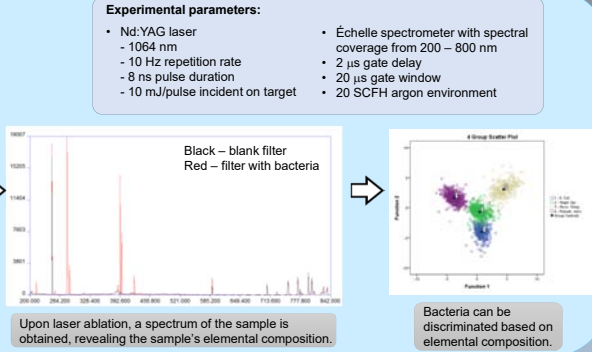 Experimental parameters:
• Nd:YAG laser
- 1064 nm
- 10 Hz repetition rate
- 8 ns pulse duration
- 10 mJ/pulse incident on target
• Échelle spectrometer with spectral
coverage from 200 – 800 nm
• 2 μs gate delay
• 20 μs gate window
• 20 SCFH argon environment
Black – blank filter
Red – filter with bacteria
15205
11404
7603
3801
0
200.000 264.200 328.400 392.600 456.800 521.000 585.200 649.400 713.600 777.800 842.000
Upon laser ablation, a spectrum of the sample is
obtained, revealing the sample's elemental composition.
4 Group Scatter Plot
Function 2
Function 1
Bacteria can be
discriminated based on
elemental composition.